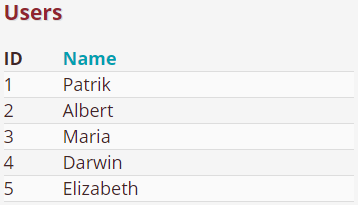 Users
ID Name
1 Patrik
2 Albert
3 Maria
4 Darwin
5 Elizabeth